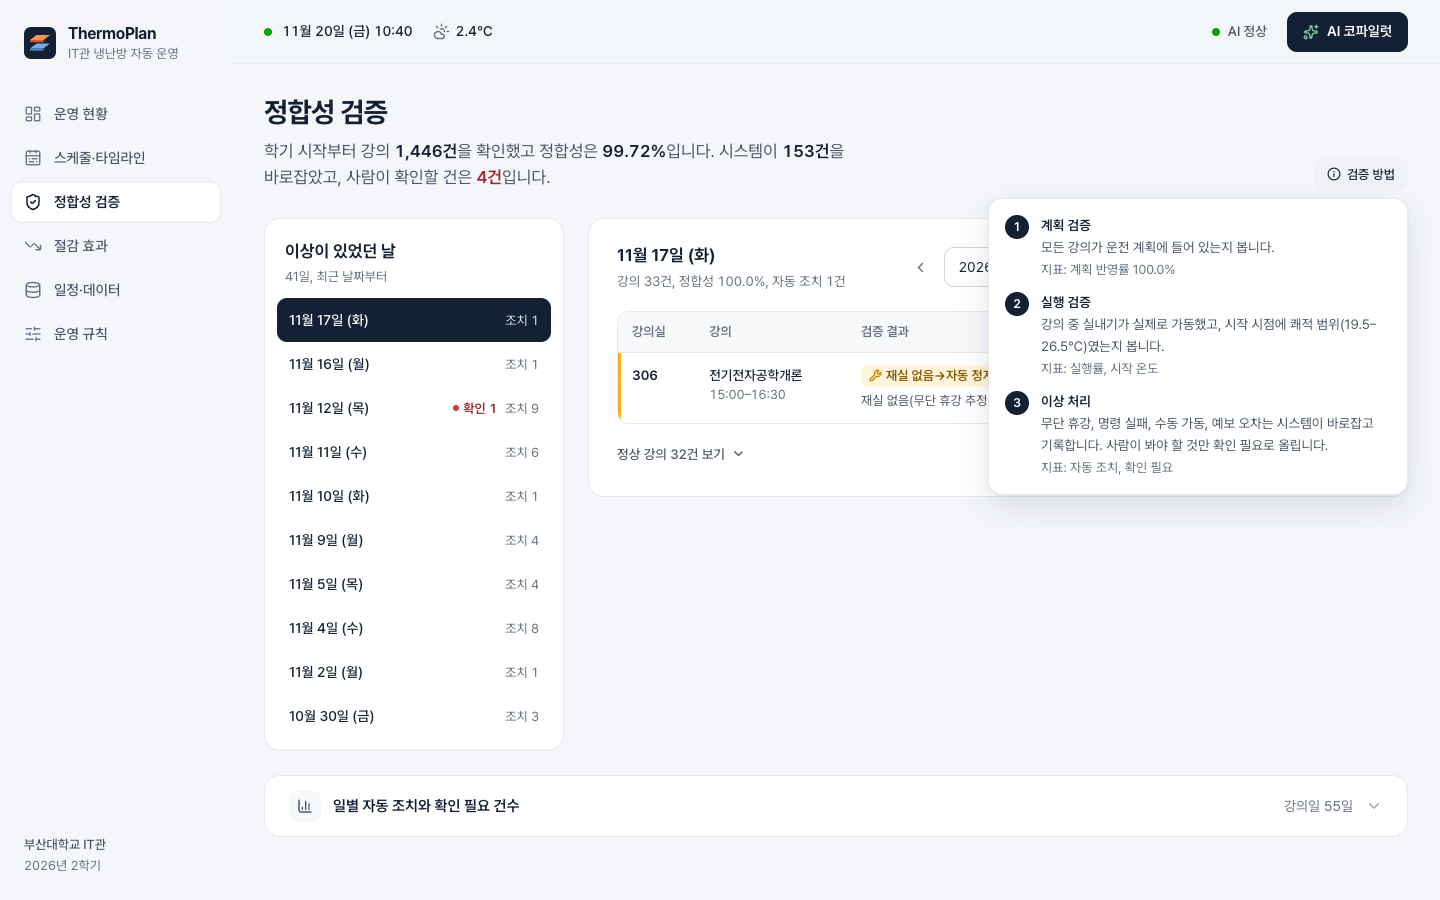 ThermoPlan
IT관 냉난방 자동 운영
운영 현황
스케줄·타임라인
정합성 검증
절감 효과
일정·데이터
운영 규칙
부산대학교 IT관
2026년 2학기
11월 20일 (금) 10:40
2.4°C
AI 정상
AI 코파일럿
정합성 검증
학기 시작부터 강의 1,446건을 확인했고 정합성은 99.72%입니다. 시스템이 153건을
바로잡았고, 사람이 확인할 건은 4건입니다.
검증 방법
이상이 있었던 날
41일, 최근 날짜부터
11월 17일 (화) 조치 1
11월 16일 (월) 조치 1
11월 12일 (목) 확인 1 조치 9
11월 11일 (수) 조치 6
11월 10일 (화) 조치 1
11월 9일 (월) 조치 4
11월 5일 (목) 조치 4
11월 4일 (수) 조치 8
11월 2일 (월) 조치 1
10월 30일 (금) 조치 3
11월 17일 (화)
강의 33건, 정합성 100.0%, 자동 조치 1건
2026
강의실 강의 검증 결과
306 전기전자공학개론 재실 없음→자동 정지
15:00–16:30 재실 없음(무단 휴강 추정
정상 강의 32건 보기
1 계획 검증
모든 강의가 운전 계획에 들어 있는지 봅니다.
지표: 계획 반영률 100.0%
2 실행 검증
강의 중 실내기가 실제로 가동했고, 시작 시점에 쾌적 범위(19.5–
26.5°C)였는지 봅니다.
지표: 실행률, 시작 온도
3 이상 처리
무단 휴강, 명령 실패, 수동 가동, 예보 오차는 시스템이 바로잡고
기록합니다. 사람이 봐야 할 것만 확인 필요로 올립니다.
지표: 자동 조치, 확인 필요
일별 자동 조치와 확인 필요 건수
강의일 55일